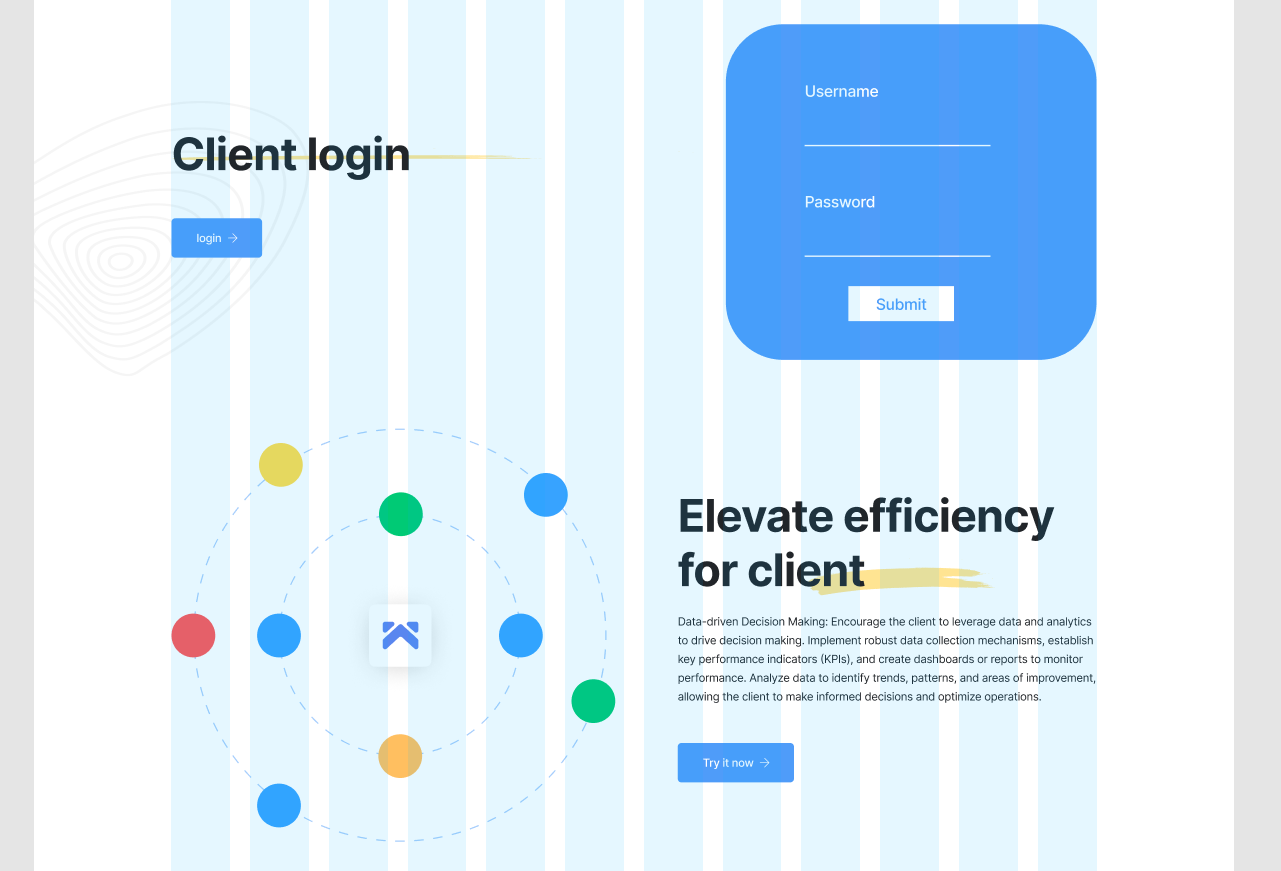 Client login
login
Username
Password
Submit
Elevate efficiency
for client
Data-driven Decision Making: Encourage the client to leverage data and analytics
to drive decision making. Implement robust data collection mechanisms, establish
key performance indicators (KPIs), and create dashboards or reports to monitor
performance. Analyze data to identify trends, patterns, and areas of improvement,
allowing the client to make informed decisions and optimize operations.
Try it now